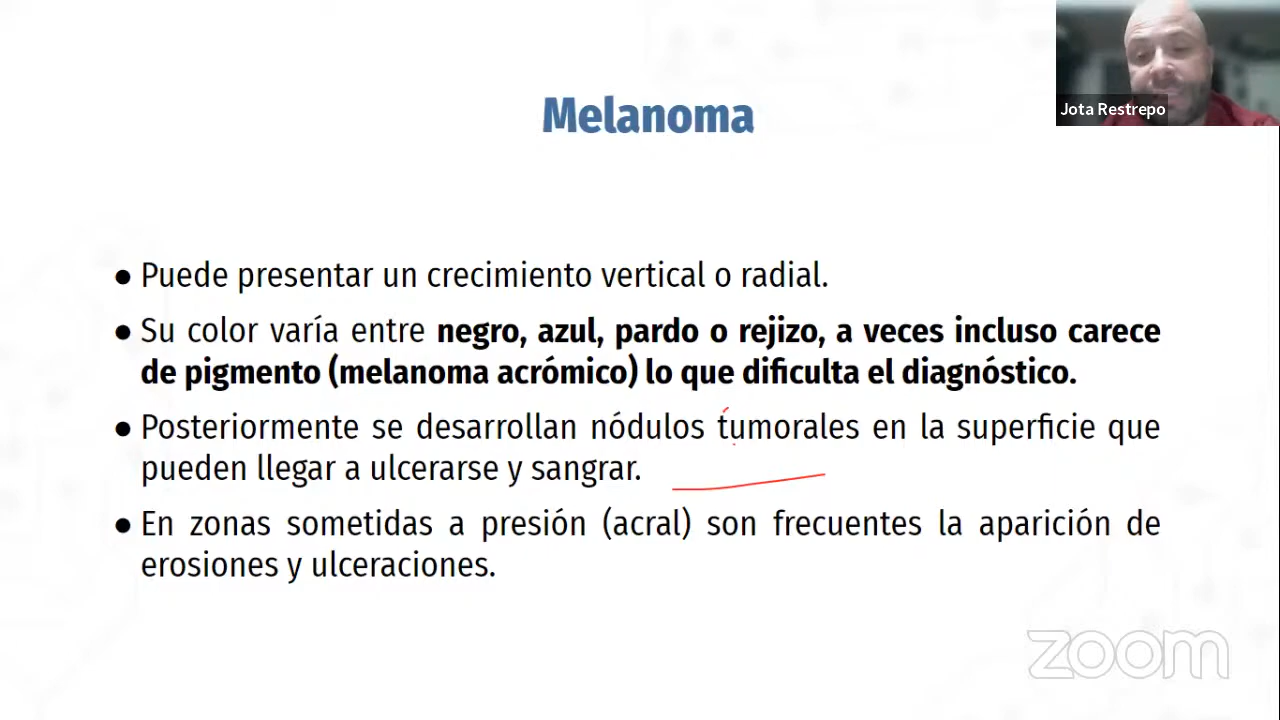 Melanoma
Jota Restrepo
● Puede presentar un crecimiento vertical o radial.
● Su color varía entre negro, azul, pardo o rejizo, a veces incluso carece
de pigmento (melanoma acrómico) lo que dificulta el diagnóstico.
● Posteriormente se desarrollan nódulos tumorales en la superficie que
pueden llegar a ulcerarse y sangrar.
● En zonas sometidas a presión (acral) son frecuentes la aparición de
erosiones y ulceraciones.
zoom